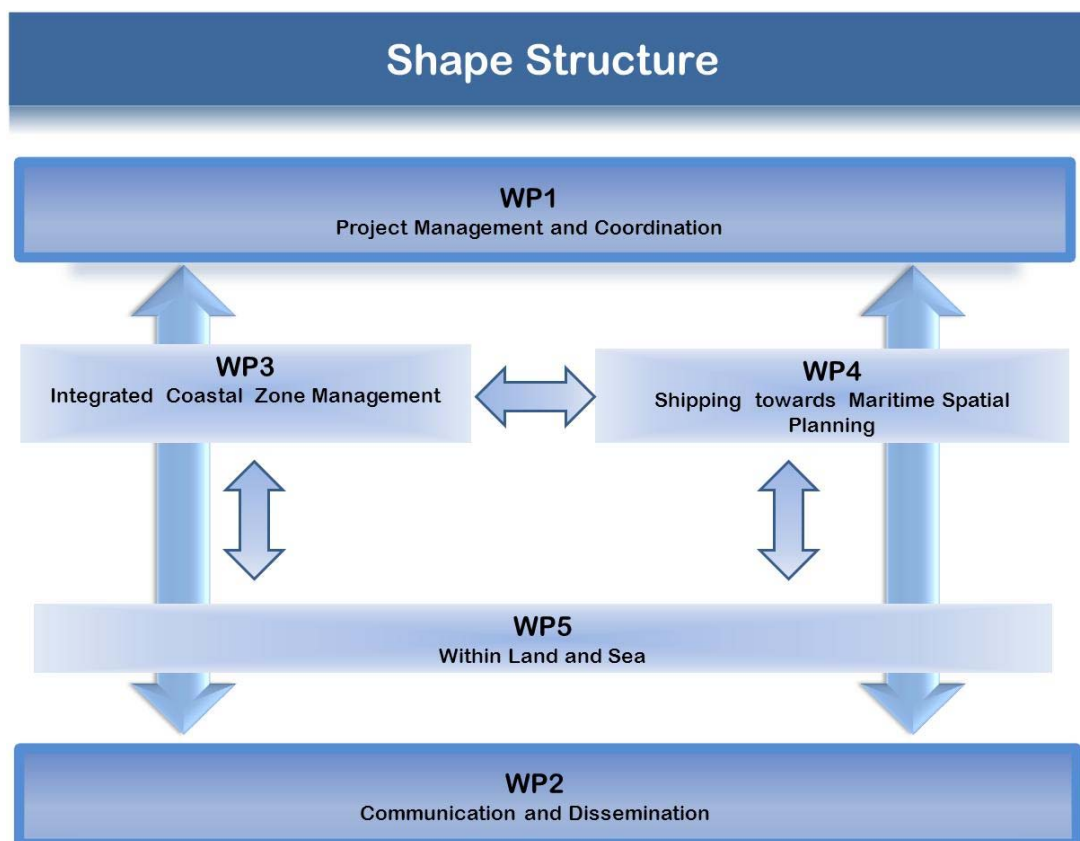 Shape Structure
WP1
Project Management and Coordination
WP3
Integrated Coastal Zone Management
WP4
Shipping towards Maritime Spatial
Planning
WP5
Within Land and Sea
WP2
Communication and Dissemination